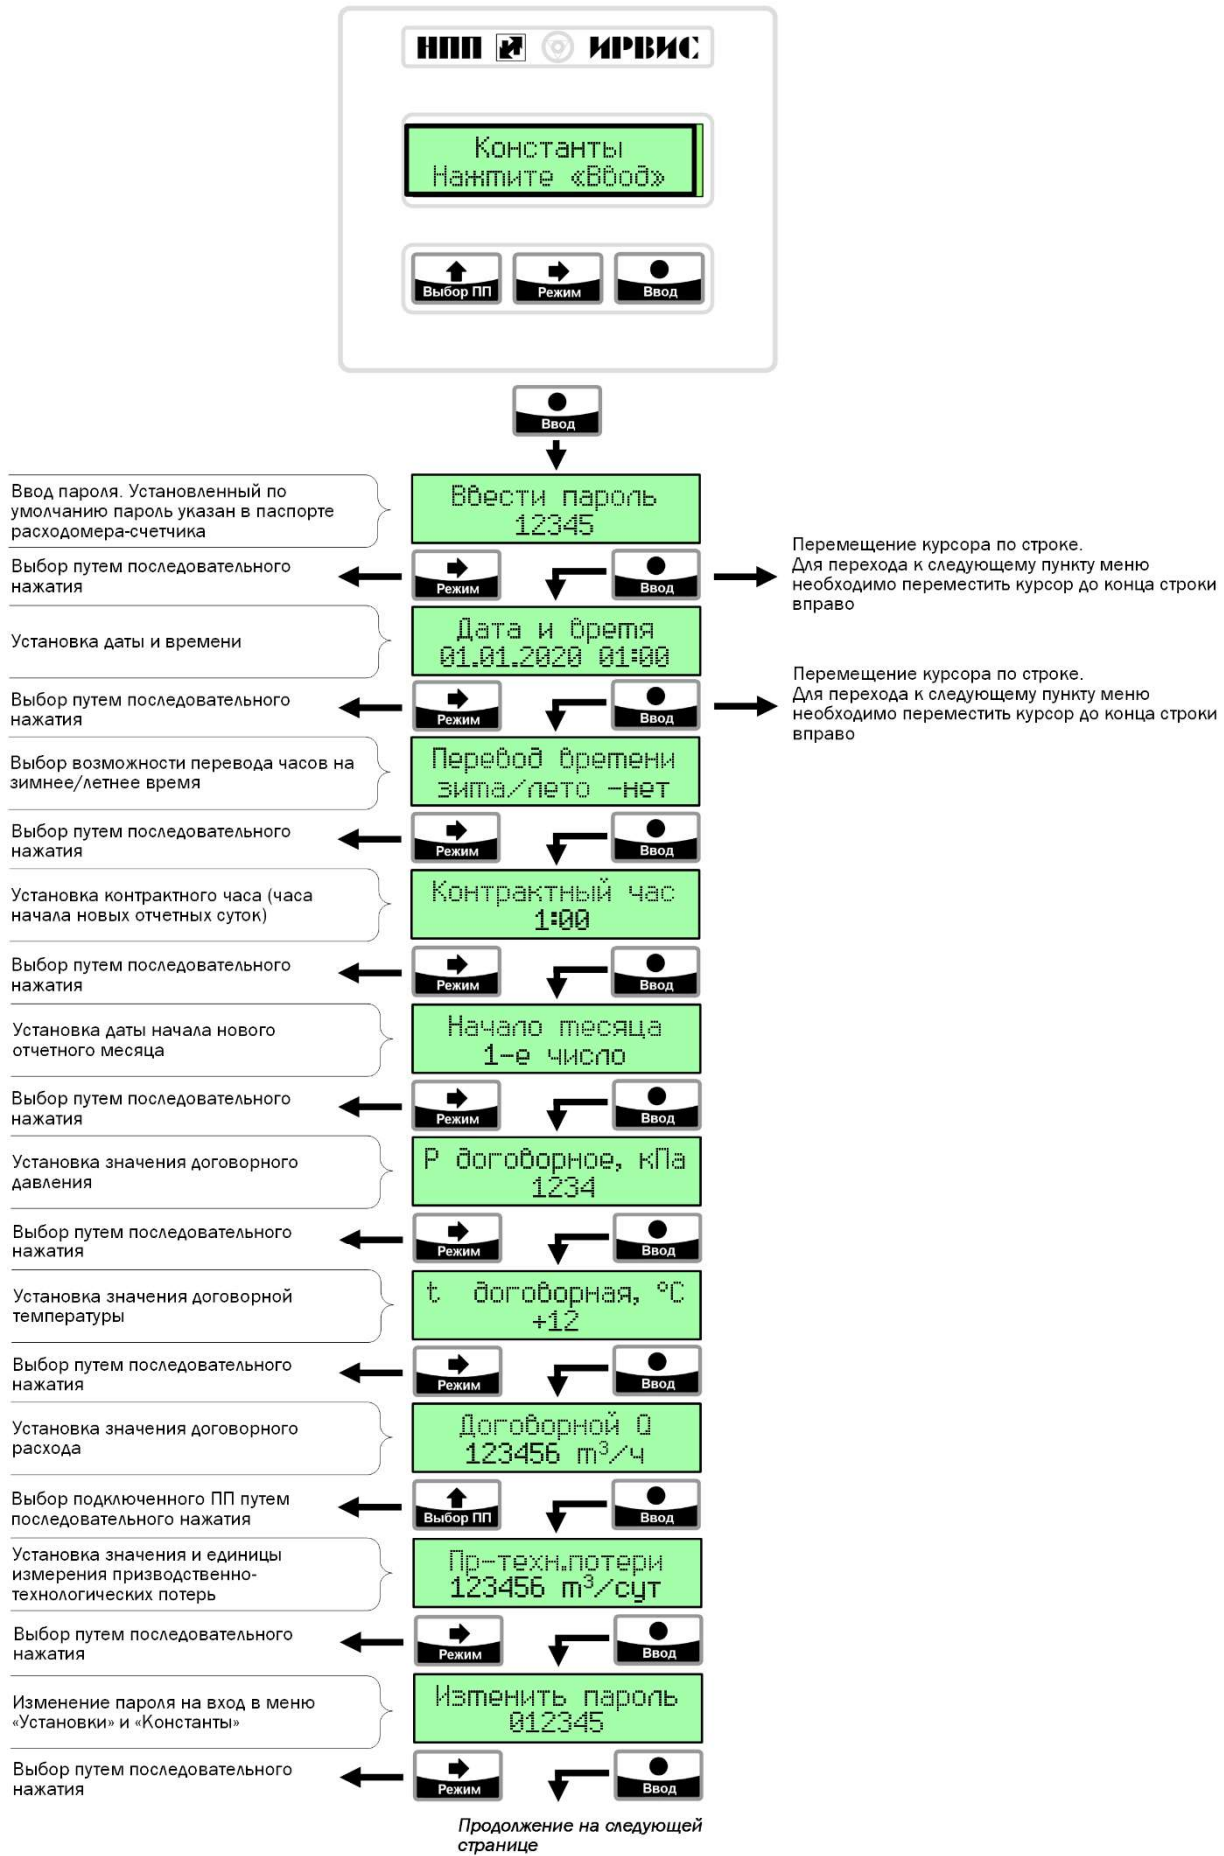 НПП ИРВИС
Константы
Нажмите «Ввод»
Выбор ПП
Режим
Ввод
Ввод
Ввод пароля. Установленный по
умолчанию пароль указан в паспорте
расходомера-счетчика
Ввести пароль
12345
Выбор путем последовательного
нажатия
Режим
Ввод
Перемещение курсора по строке.
Для перехода к следующему пункту меню
необходимо переместить курсор до конца строки
вправо
Установка даты и времени
Дата и время
01.01.2020 01:00
Выбор путем последовательного
нажатия
Режим
Ввод
Перемещение курсора по строке.
Для перехода к следующему пункту меню
необходимо переместить курсор до конца строки
вправо
Выбор возможности перевода часов на
зимнее/летнее время
Перевод времени
зима/лето -нет
Выбор путем последовательного
нажатия
Режим
Ввод
Установка контрактного часа (часа
начала новых отчетных суток)
Контрактный час
1:00
Выбор путем последовательного
нажатия
Режим
Ввод
Установка даты начала нового
отчетного месяца
Начало месяца
1-е число
Выбор путем последовательного
нажатия
Режим
Ввод
Установка значения договорного
давления
P договорное, кПа
1234
Выбор путем последовательного
нажатия
Режим
Ввод
Установка значения договорной
температуры
t договорная, °C
+12
Выбор путем последовательного
нажатия
Режим
Ввод
Установка значения договорного
расхода
Договорной Q
123456 m³/ч
Выбор подключенного ПП путем
последовательного нажатия
Выбор ПП
Ввод
Установка значения и единицы
измерения призводственно-
технологических потерь
Пр-техн.потери
123456 m³/сут
Выбор путем последовательного
нажатия
Режим
Ввод
Изменение пароля на вход в меню
«Установки» и «Константы»
Изменить пароль
012345
Выбор путем последовательного
нажатия
Режим
Ввод
Продолжение на следующей
странице